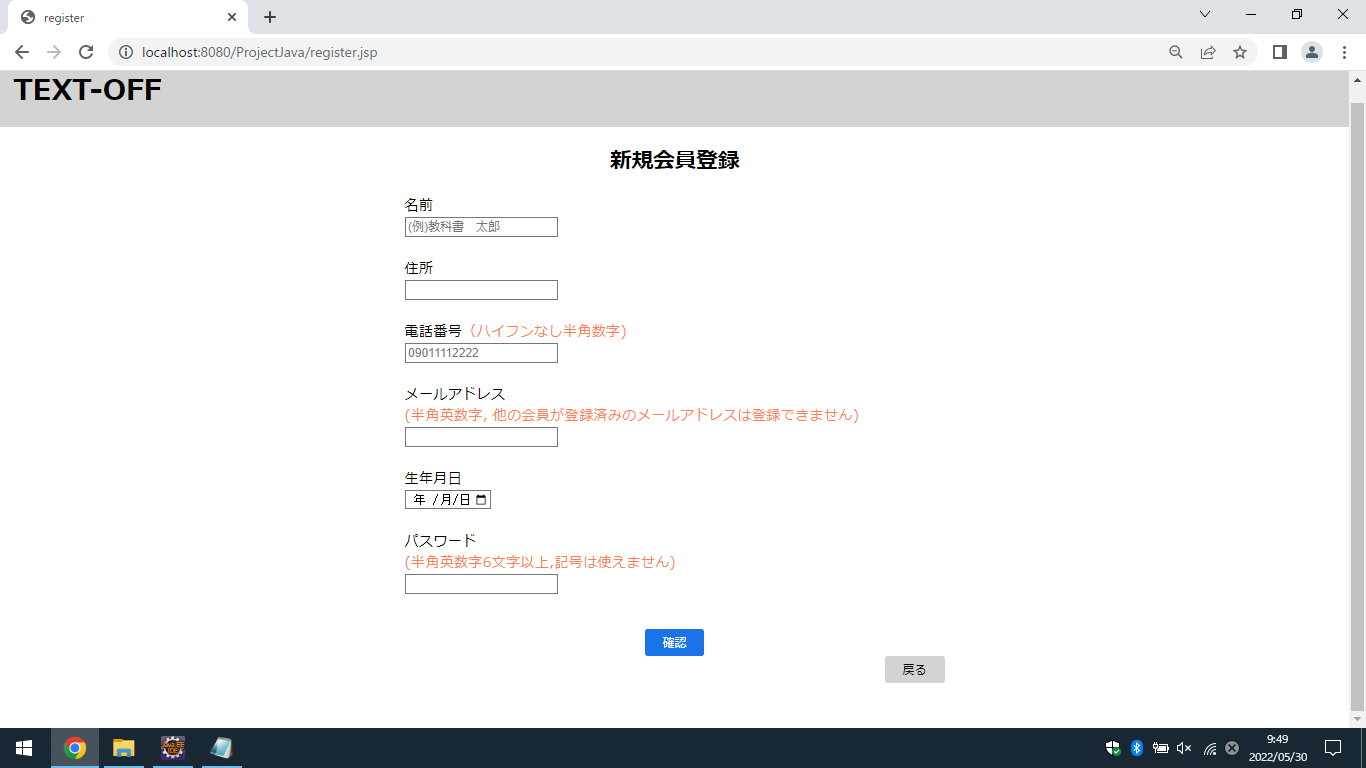 register
localhost:8080/ProjectJava/register.jsp
TEXT-OFF
新規会員登録
名前
(例)教科書　太郎
住所
電話番号（ハイフンなし半角数字）
09011112222
メールアドレス
(半角英数字, 他の会員が登録済みのメールアドレスは登録できません)
生年月日
年 /月/日
パスワード
(半角英数字6文字以上,記号は使えません)
確認
戻る
Java EE
IDE
9:49
2022/05/30